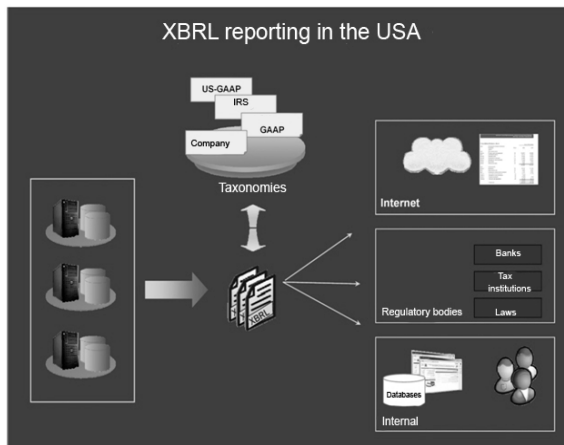 XBRL reporting in the USA
US-GAAP
IRS
GAAP
Company
Taxonomies
XBRL
Internet
Banks
Tax
institutions
Laws
Regulatory bodies
Databases
Internal